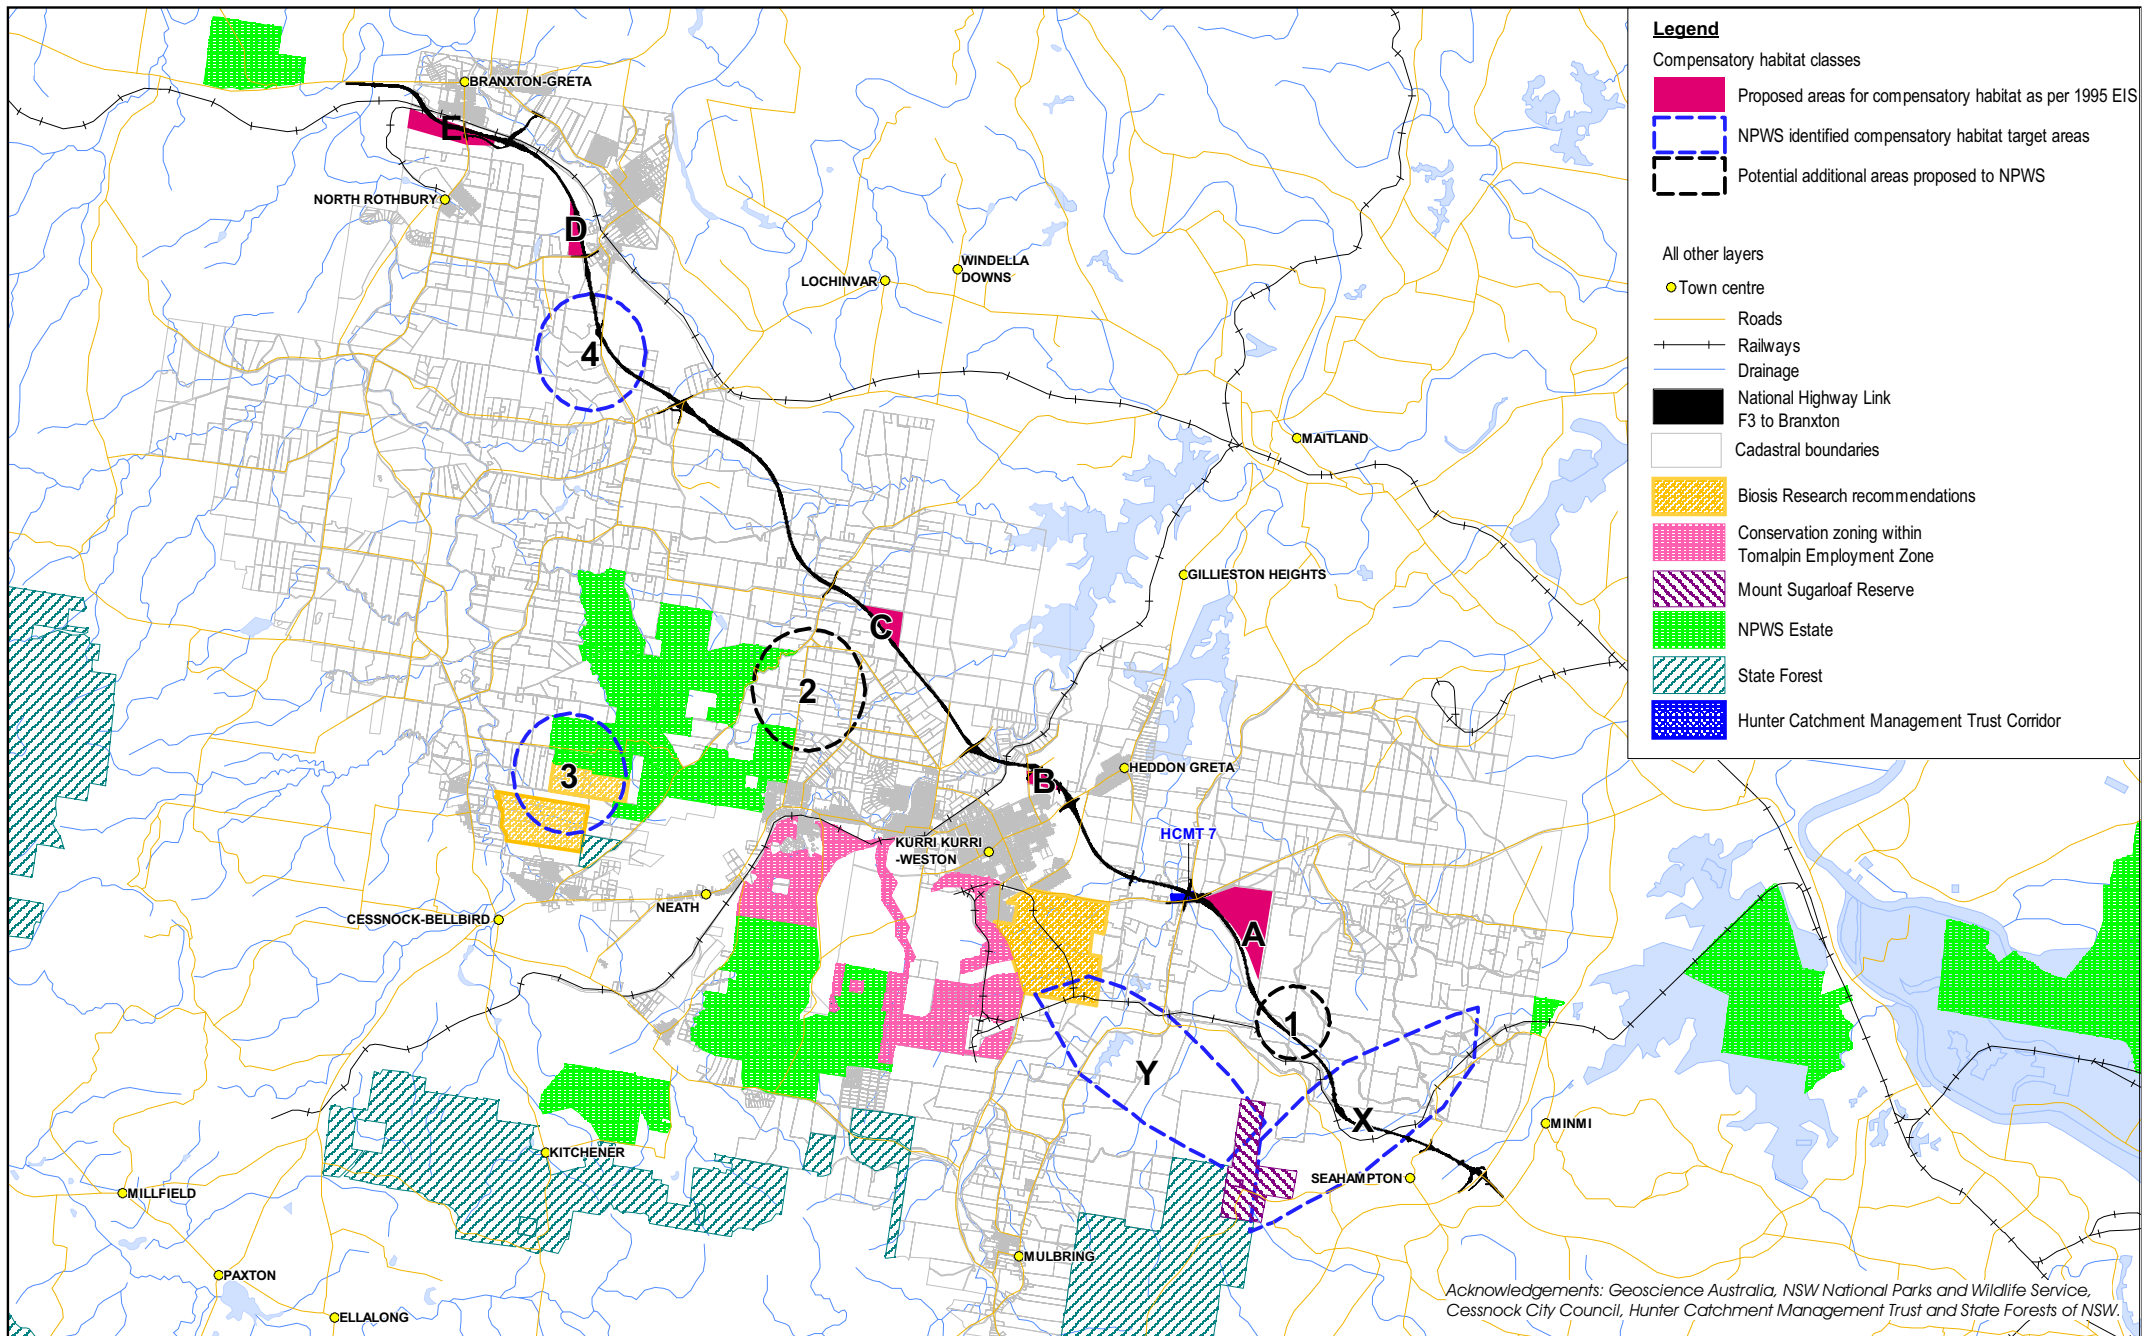 Legend
Compensatory habitat classes
Proposed areas for compensatory habitat as per 1995 EIS
NPWS identified compensatory habitat target areas
Potential additional areas proposed to NPWS
All other layers
Town centre
Roads
Railways
Drainage
National Highway Link
F3 to Branxton
Cadastral boundaries
Biosis Research recommendations
Conservation zoning within
Tomalpin Employment Zone
Mount Sugarloaf Reserve
NPWS Estate
State Forest
Hunter Catchment Management Trust Corridor
BRANXTON-GRETA
E
NORTH ROTHBURY
D
WINDELLA
DOWNS
LOCHINVAR
4
MAITLAND
GILLIESTON HEIGHTS
C
2
3
B
HEDDON GRETA
HCMT 7
KURRI KURRI
-WESTON
NEATH
CESSNOCK-BELLBIRD
A
1
Y
X
MINMI
KITCHENER
SEAHAMPTON
MILLFIELD
MULBRING
PAXTON
ELLALONG
Acknowledgements: Geoscience Australia, NSW National Parks and Wildlife Service,
Cessnock City Council, Hunter Catchment Management Trust and State Forests of NSW.